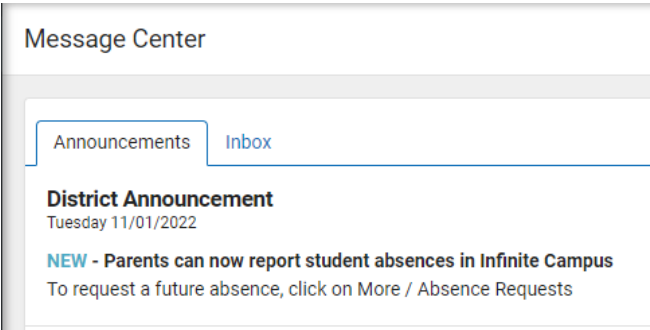 Message Center
Announcements Inbox
District Announcement
Tuesday 11/01/2022
NEW - Parents can now report student absences in Infinite Campus
To request a future absence, click on More / Absence Requests